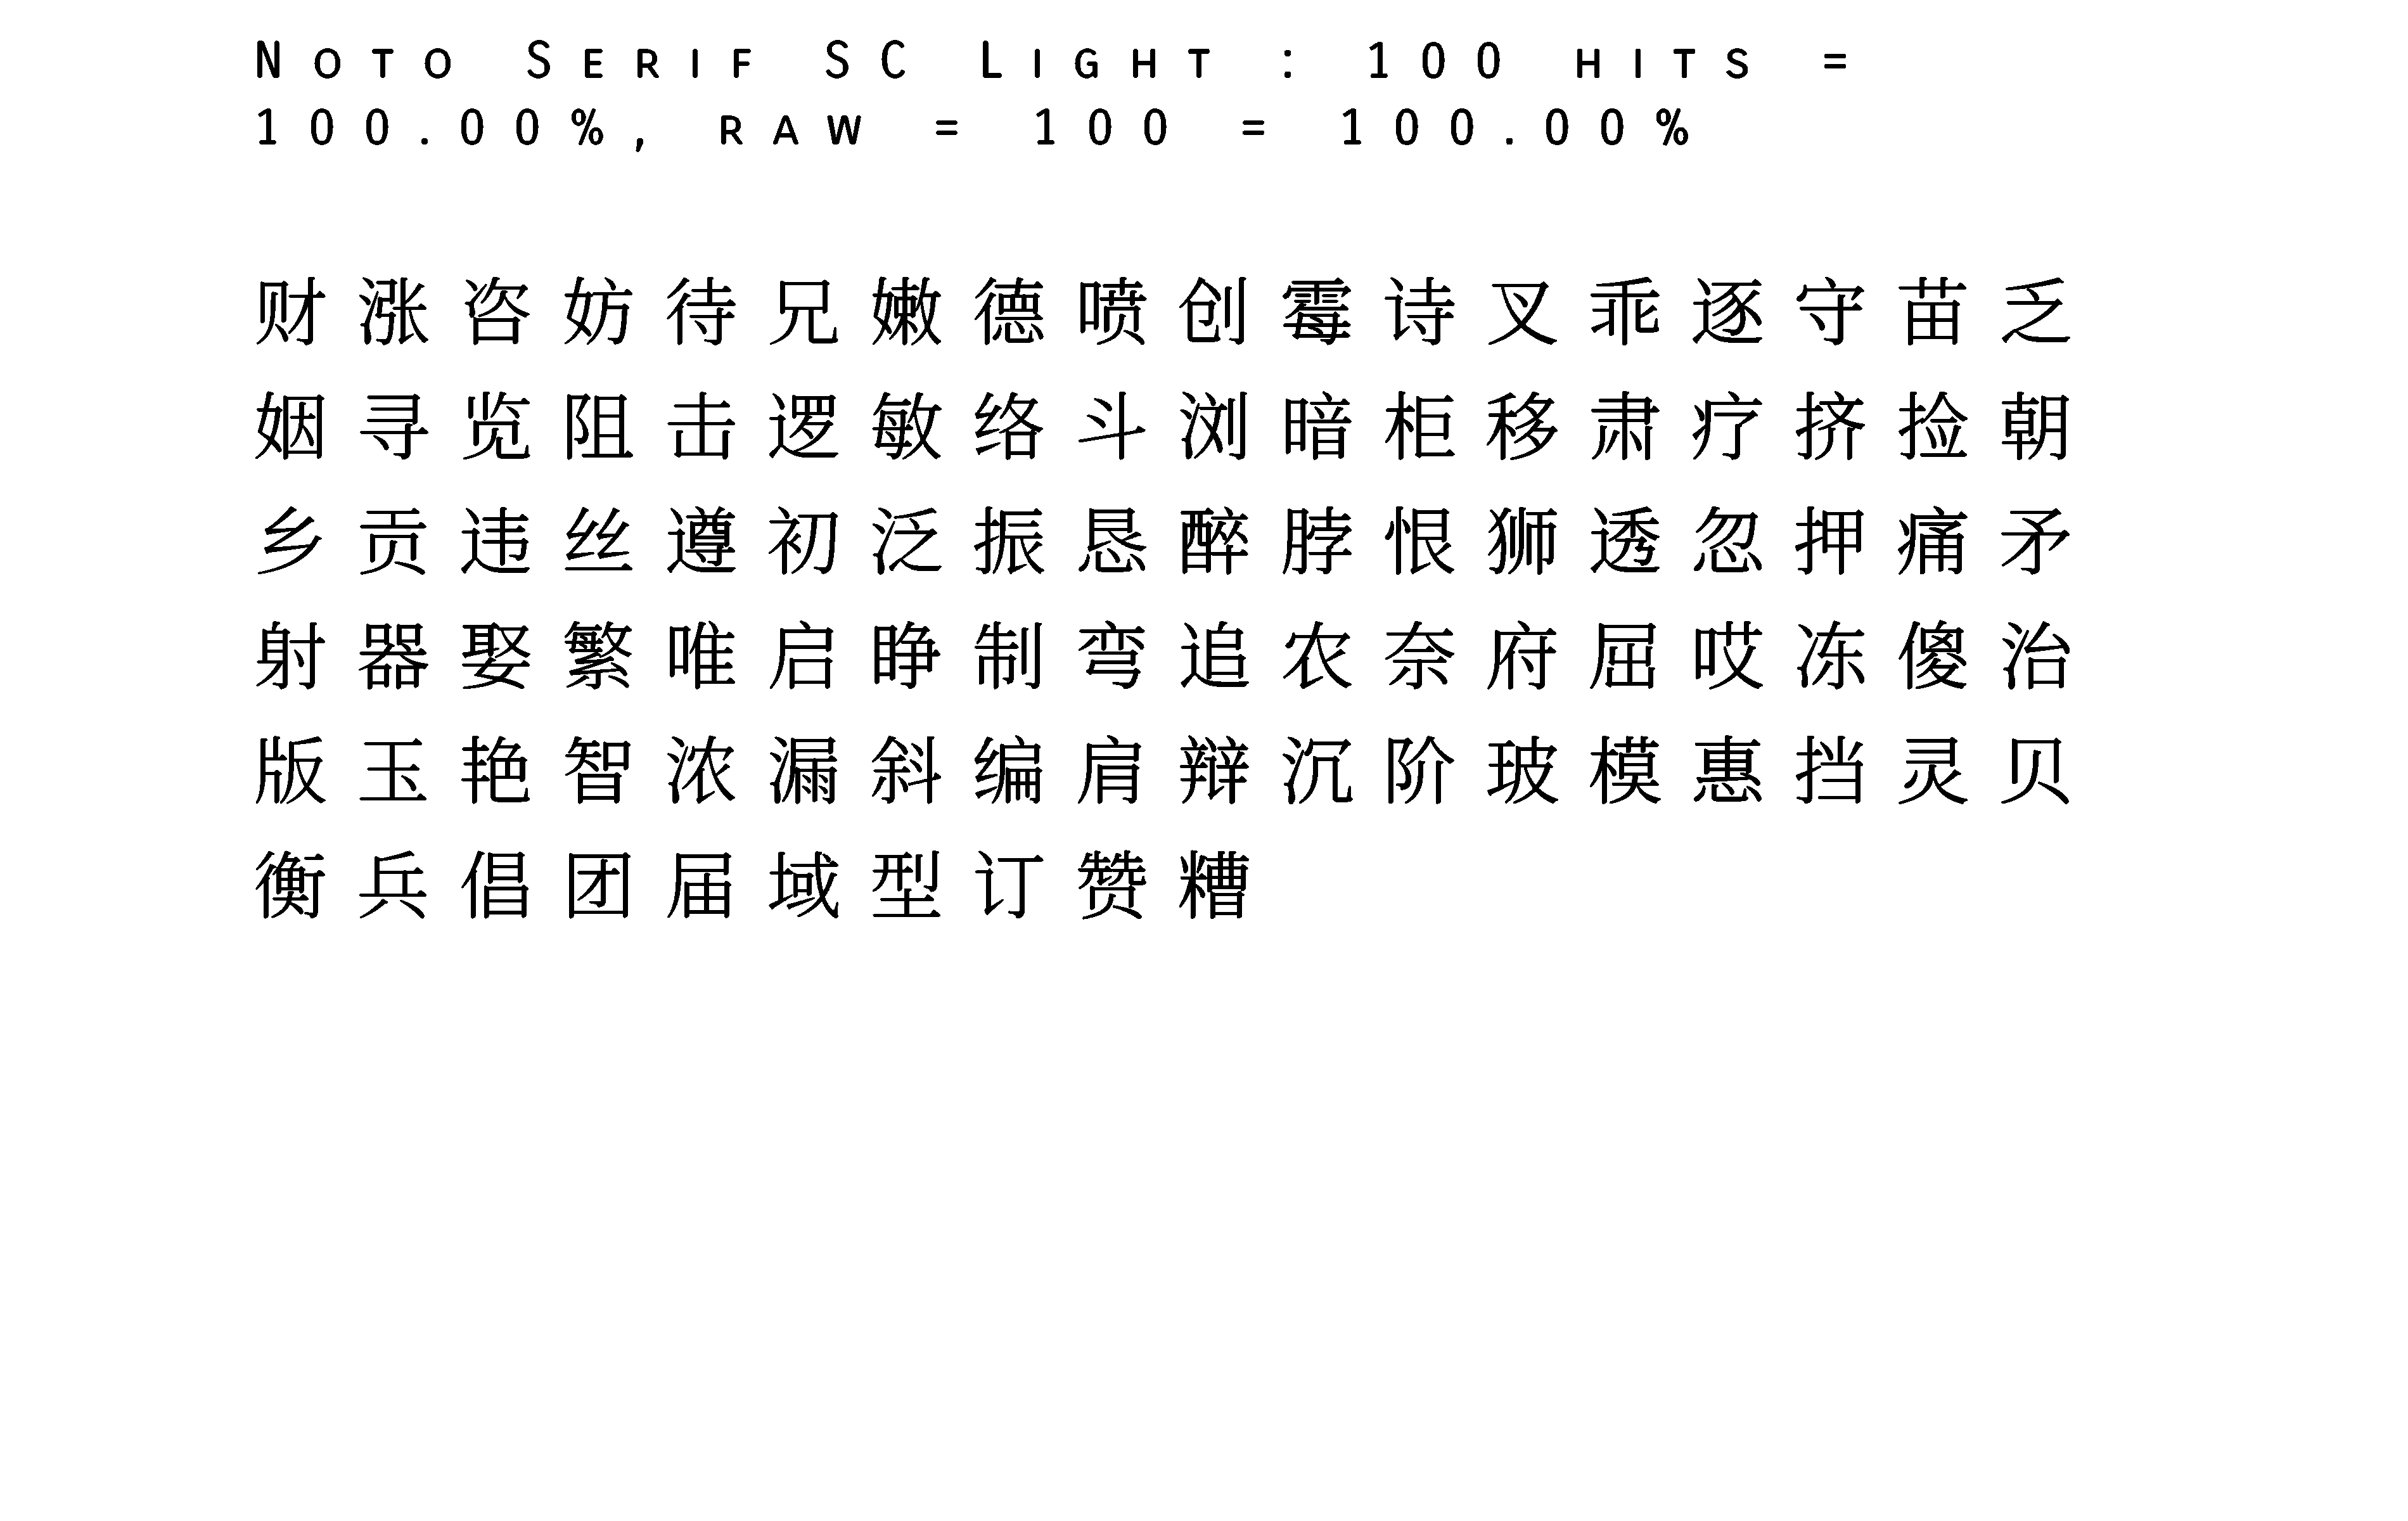 Noto Serif SC Light : 100 hits =
100.00%, raw = 100 = 100.00%
财涨咨妨待兄嫩德喷创霉诗叉乖逐守苗乏
姻寻览阻击逻敏络斗浏暗柜移肃疗挤捡朝
乡贡违丝遵初泛振恳醉脖恨狮透忽押痛矛
射器娶繁唯启睁制弯追农奈府屈哎冻傻治
版玉艳智浓漏斜编肩辩沉阶玻模惠挡灵贝
衡兵倡团届域型订赞糟